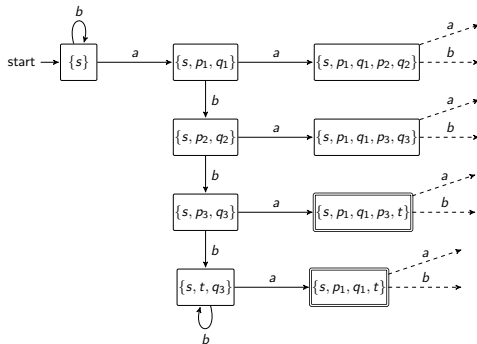 b
a
a
a
b
start
{s}
{s, p₁, q₁}
{s, p₁, q₁, p₂, q₂}
b
a
a
b
{s, p₂, q₂}
{s, p₁, q₁, p₃, q₃}
b
a
a
b
{s, p₃, q₃}
{s, p₁, q₁, p₃, t}
b
a
a
b
{s, t, q₃}
{s, p₁, q₁, t}
b